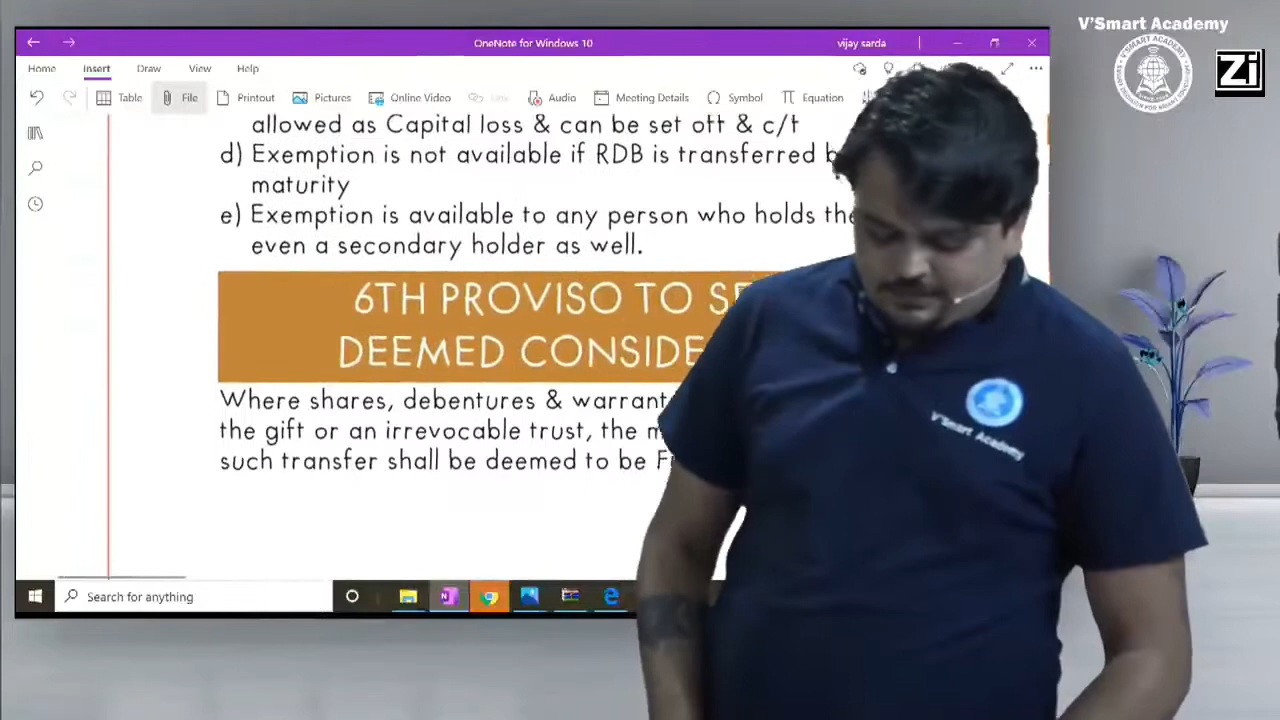 V'Smart Academy
OneNote for Windows 10
vijay sarda
Home Insert Draw View Help
Table File Printout Pictures Online Video Link Audio Meeting Details Symbol Equation
allowed as Capital loss & can be set off & c/t
d) Exemption is not available if RDB is transferred
maturity
e) Exemption is available to any person who holds the
even a secondary holder as well.
6TH PROVISO TO
DEEMED
Where shares, debentures &
the gift or an irrevocable trust, the
such transfer shall be deemed to be
Search for anything
Zi
V'Smart Academy